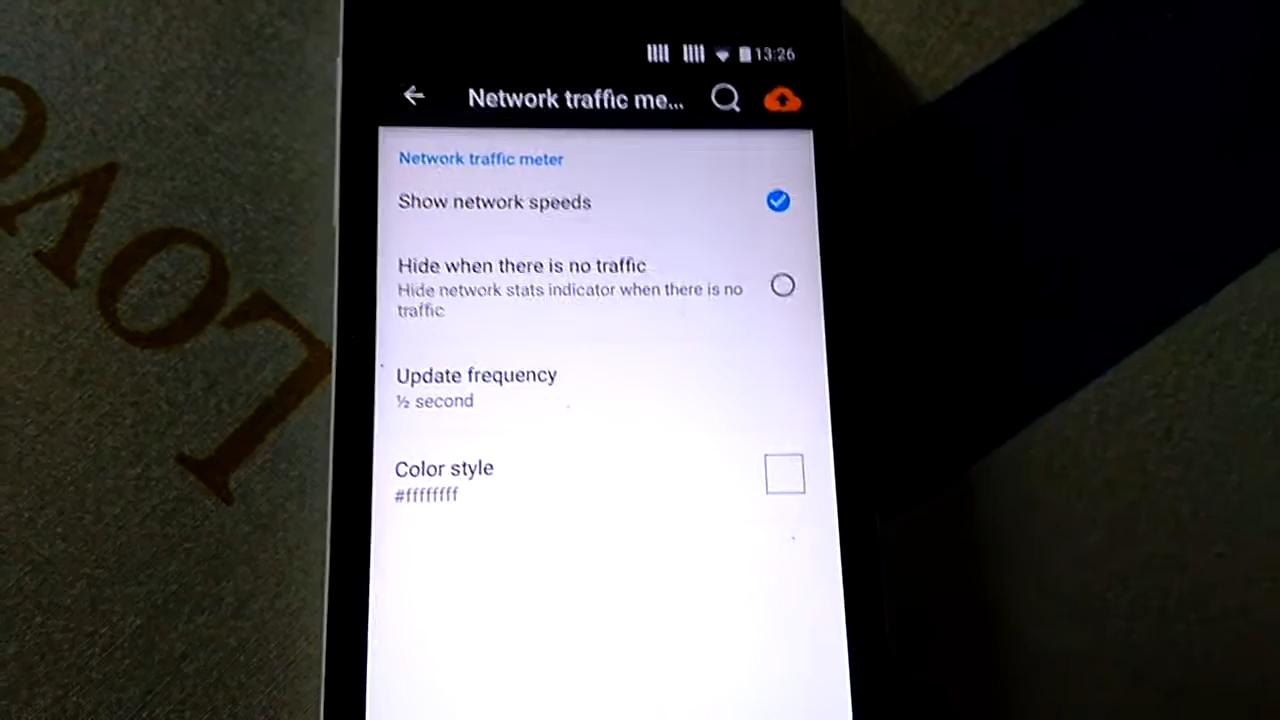 13:26
Network traffic me...
Network traffic meter
Show network speeds
Hide when there is no traffic
Hide network stats indicator when there is no
traffic
Update frequency
½ second
Color style
#ffffffff
LOVE